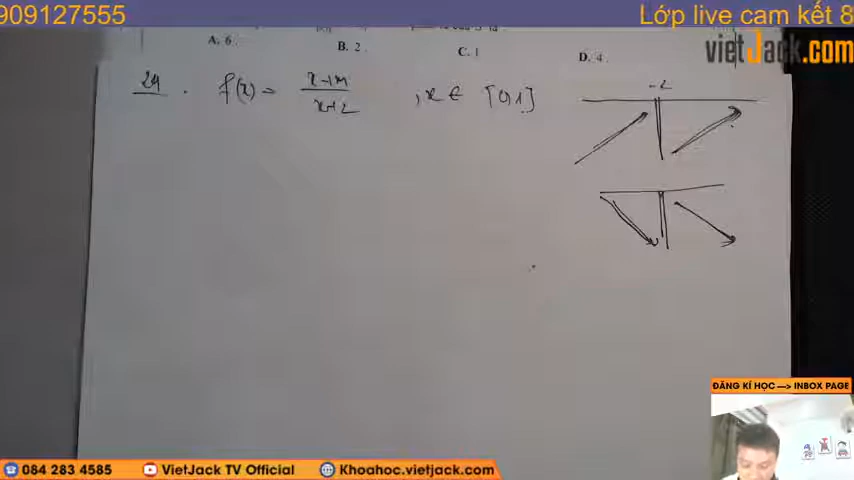 909127555
Lớp live cam kết 8
A. 6
B. 2
C. 1
D. 4
vietJack.com
24. f(x) = x+m / x+2 , x ∈ [0,1]
-2
ĐĂNG KÍ HỌC —> INBOX PAGE
084 283 4585
VietJack TV Official
Khoahoc.vietjack.com